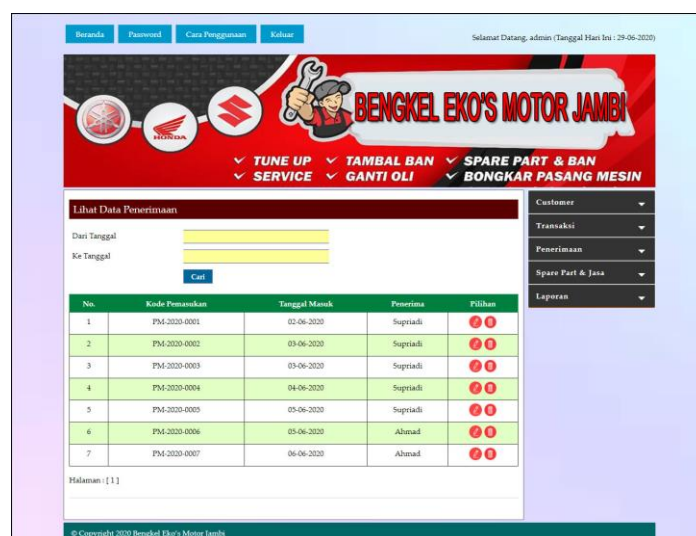 Beranda Password Cara Penggunaan Keluar Selamat Datang, admin (Tanggal Hari Ini : 29-06-2020)
HONDA
BENGKEL EKO'S MOTOR JAMBI
TUNE UP TAMBAL BAN SPARE PART & BAN
SERVICE GANTI OLI BONGKAR PASANG MESIN
Lihat Data Penerimaan
Dari Tanggal
Ke Tanggal
Cari
No. Kode Pemasukan Tanggal Masuk Penerima Pilihan
1 PM-2020-0001 02-06-2020 Supriadi
2 PM-2020-0002 03-06-2020 Supriadi
3 PM-2020-0003 03-06-2020 Supriadi
4 PM-2020-0004 04-06-2020 Supriadi
5 PM-2020-0005 05-06-2020 Supriadi
6 PM-2020-0006 05-06-2020 Ahmad
7 PM-2020-0007 06-06-2020 Ahmad
Halaman : [ 1 ]
Customer
Transaksi
Penerimaan
Spare Part & Jasa
Laporan
© Copyright 2020 Bengkel Eko's Motor Jambi